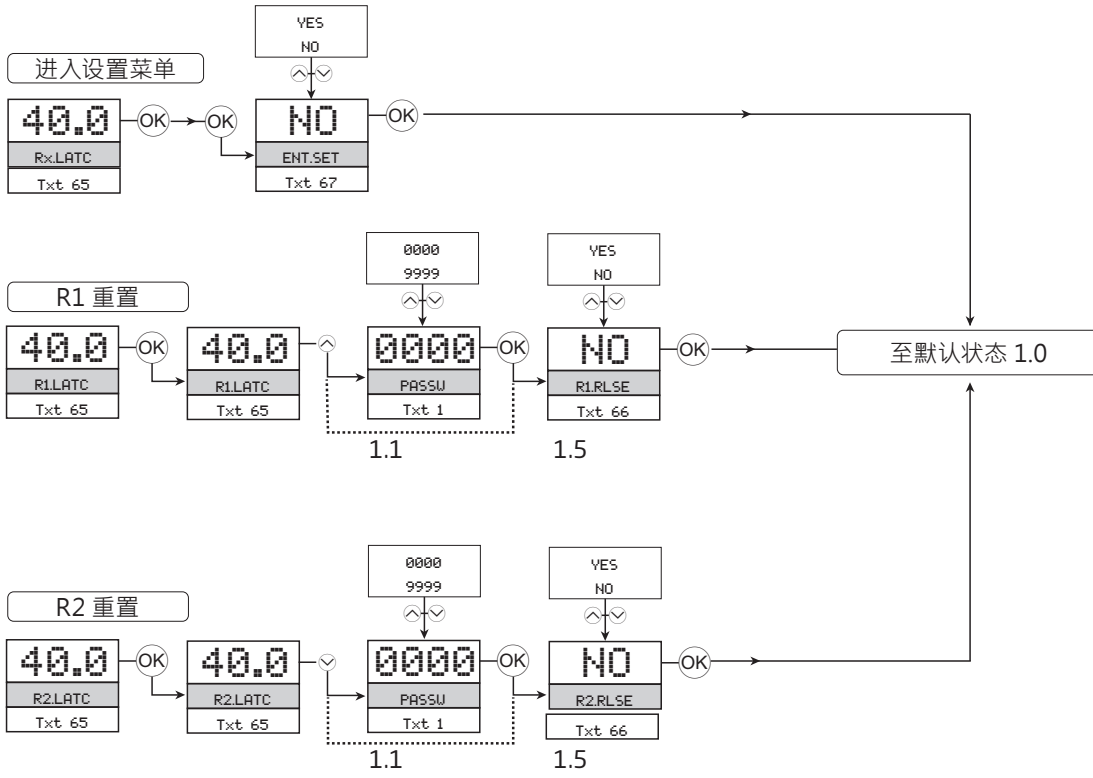 YES
NO
进入设置菜单
40.0
OK
OK
NO
OK
Rx.LATC
ENT.SET
Txt 65
Txt 67
0000
9999
YES
NO
R1 重置
40.0
OK
40.0
0000
OK
NO
OK
至默认状态 1.0
R1.LATC
R1.LATC
PASSW
R1.RLSE
Txt 65
Txt 65
Txt 1
Txt 66
1.1
1.5
0000
9999
YES
NO
R2 重置
40.0
OK
40.0
0000
OK
NO
OK
R2.LATC
R2.LATC
PASSW
R2.RLSE
Txt 65
Txt 65
Txt 1
Txt 66
1.1
1.5